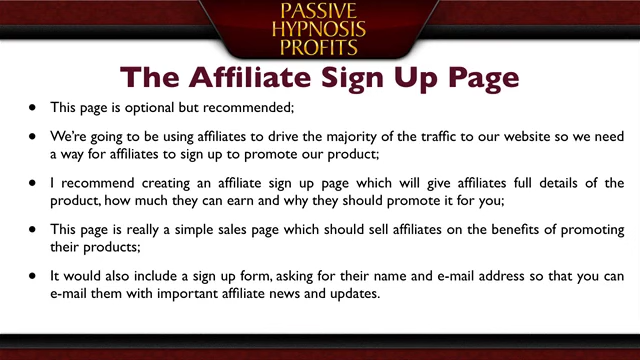 PASSIVE
HYPNOSIS
PROFITS
The Affiliate Sign Up Page
• This page is optional but recommended;
• We're going to be using affiliates to drive the majority of the traffic to our website so we need
a way for affiliates to sign up to promote our product;
• I recommend creating an affiliate sign up page which will give affiliates full details of the
product, how much they can earn and why they should promote it for you;
• This page is really a simple sales page which should sell affiliates on the benefits of promoting
their products;
• It would also include a sign up form, asking for their name and e-mail address so that you can
e-mail them with important affiliate news and updates.